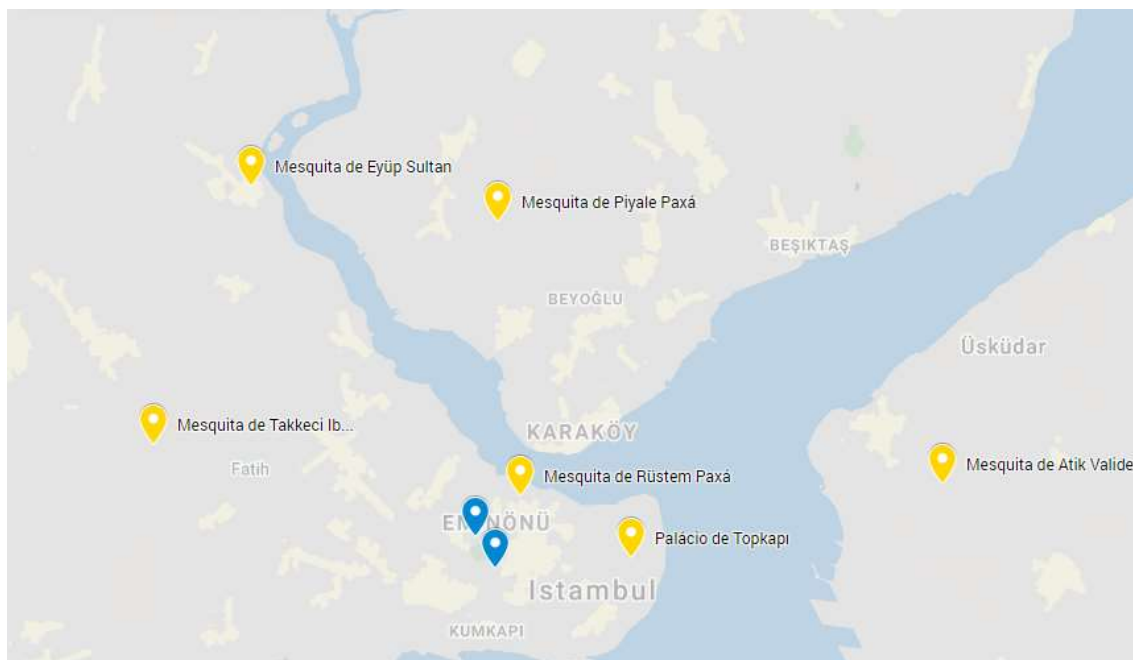 Mesquita de Eyüp Sultan
Mesquita de Piyale Paxá
BEŞIKTAŞ
BEYOĞLU
Üsküdar
Mesquita de Takkeci Ib...
KARAKÖY
Fatih
Mesquita de Atik Valide
Mesquita de Rüstem Paxá
EMINÖNÜ
Palácio de Topkapı
Istambul
KUMKAPI